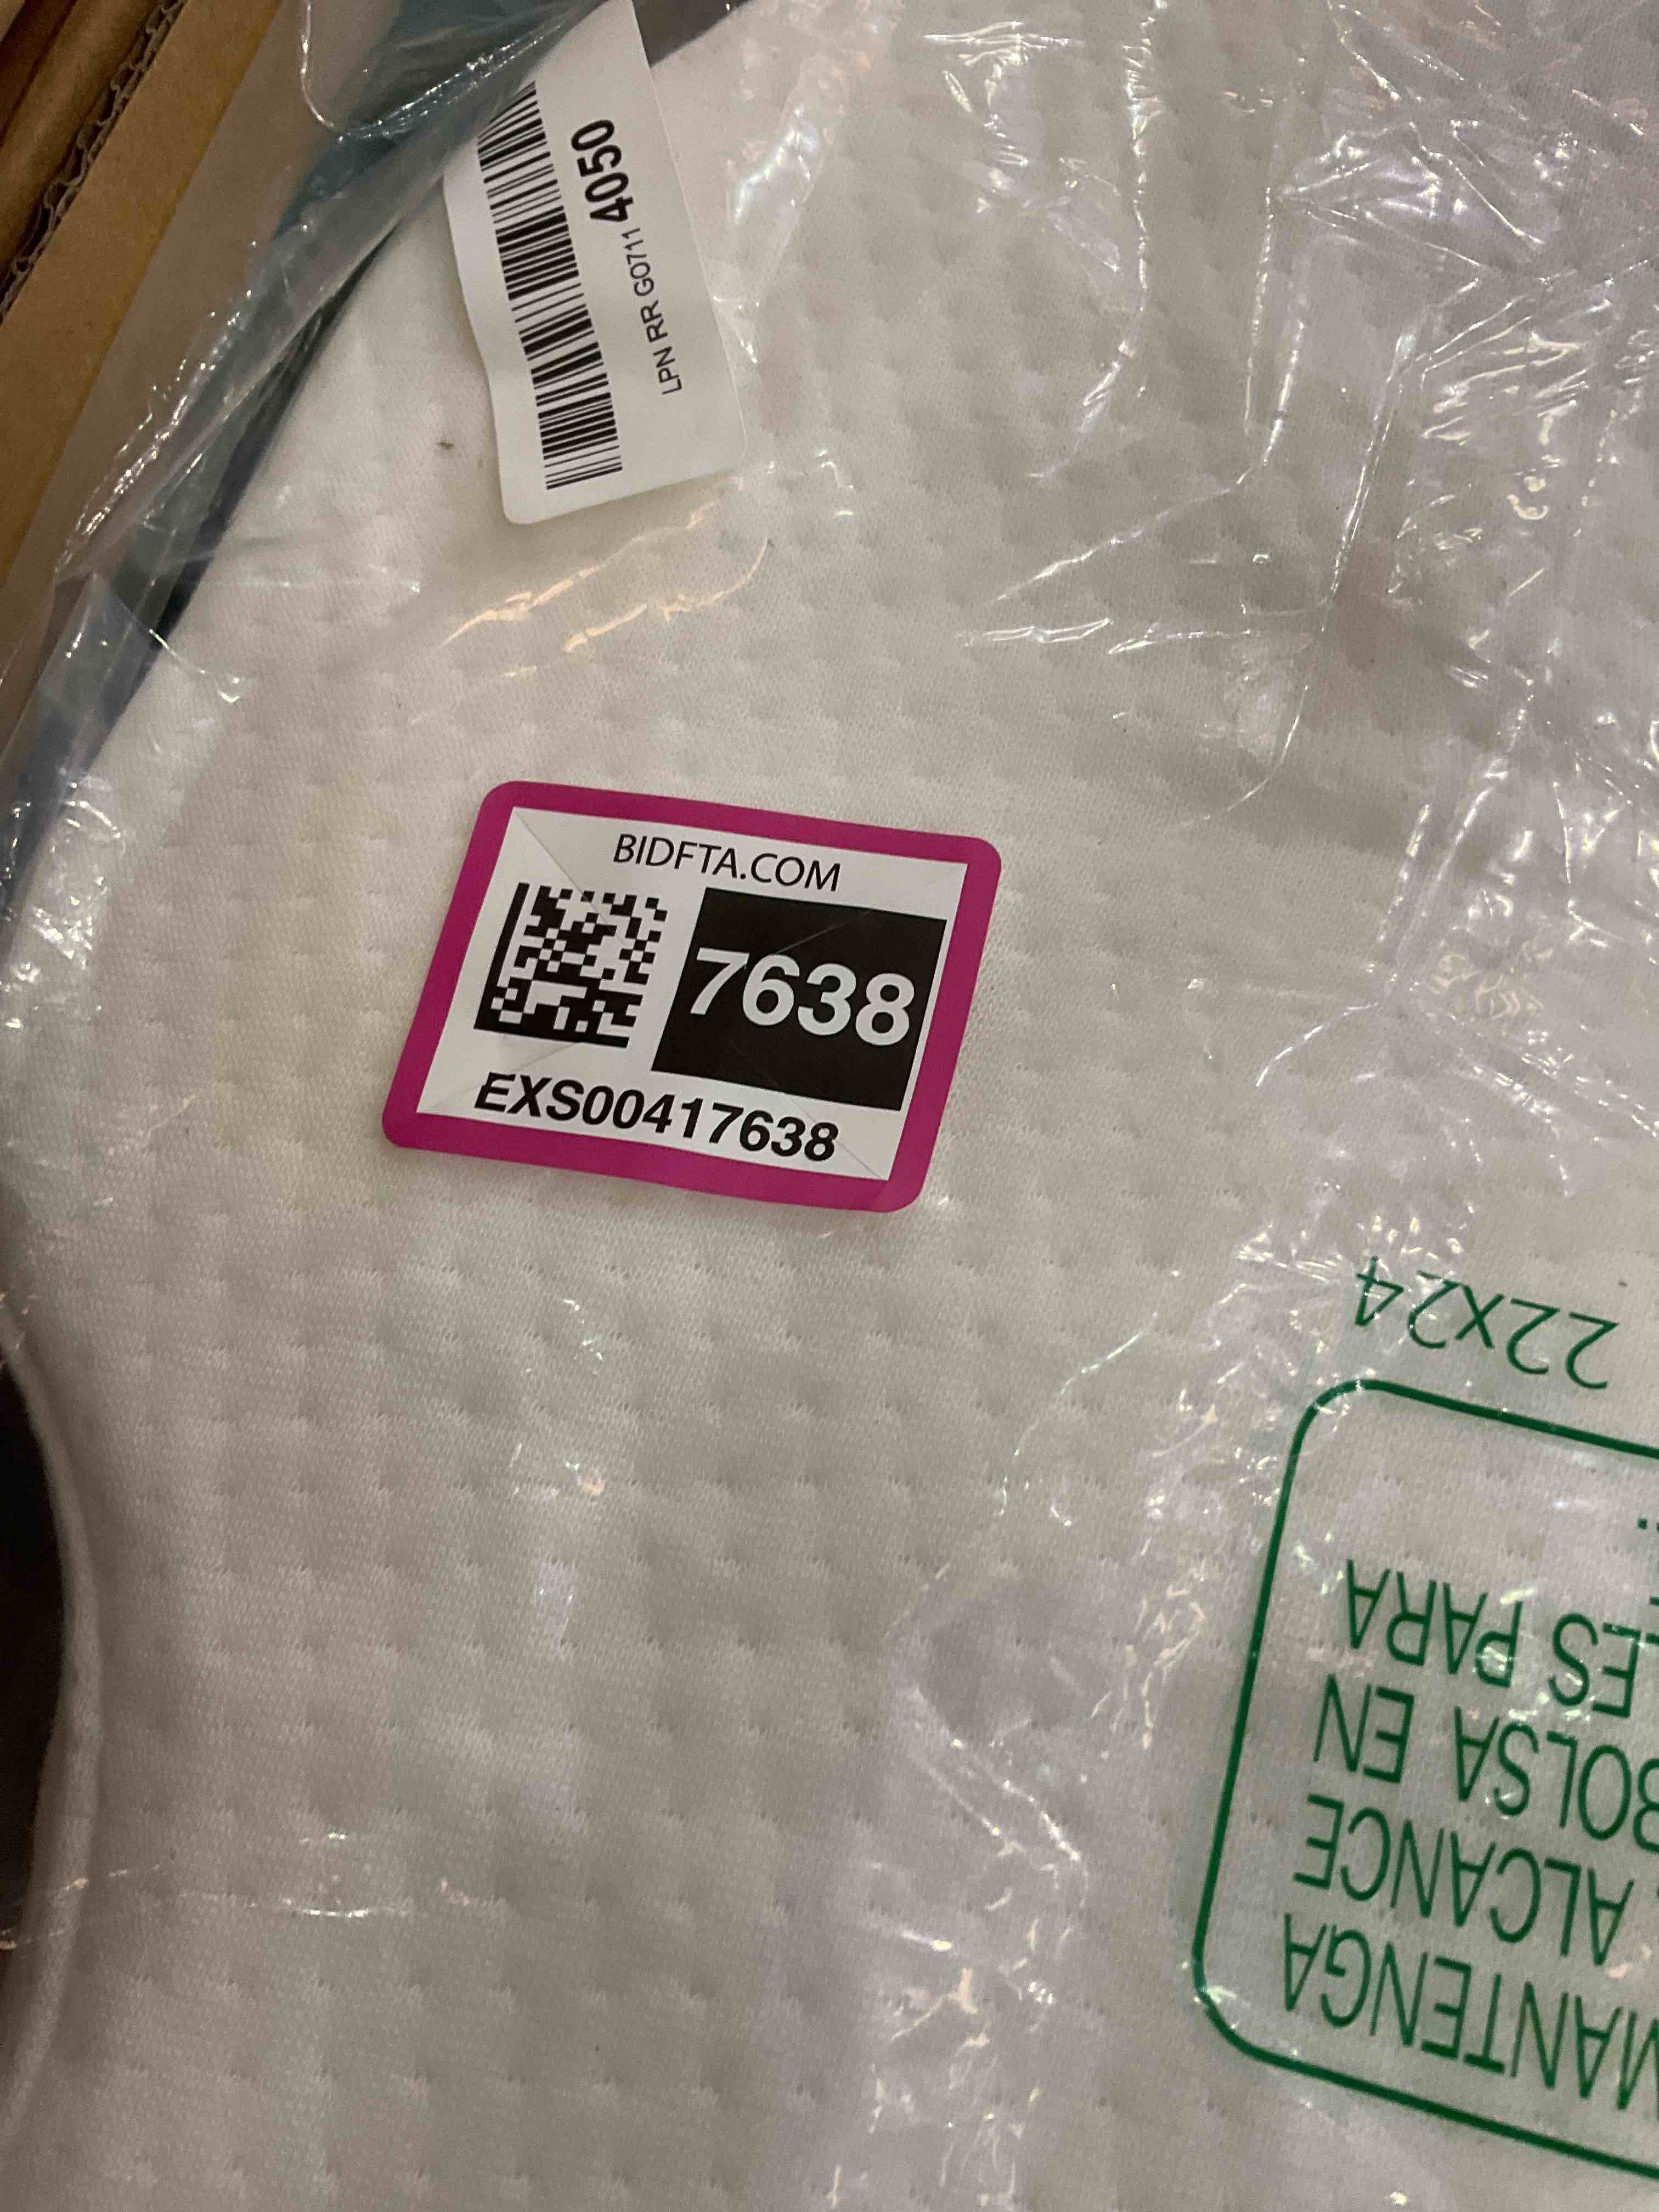 LPN RR G0711 4050
BIDFTA.COM
7638
EXS00417638
22x24
MANTENGA
ALCANCE
BOLSA EN
ES PARA